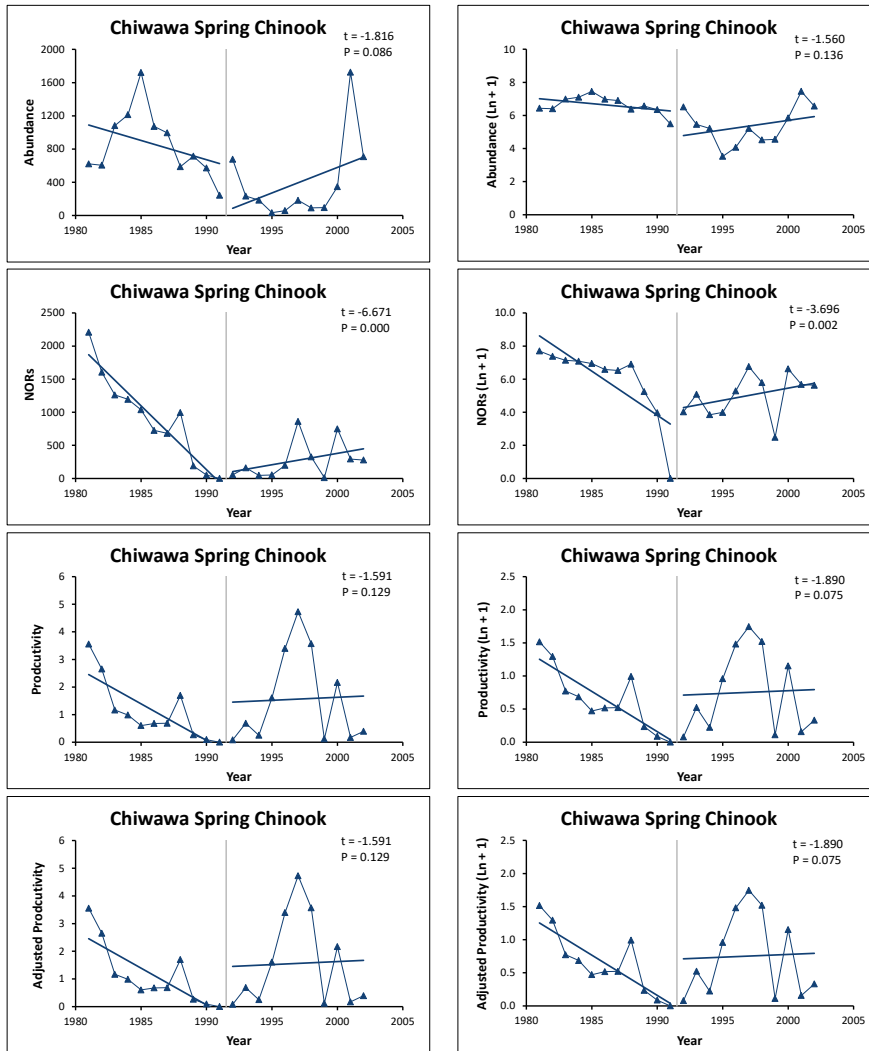 Chiwawa Spring Chinook
t = -1.816
P = 0.086
Abundance
2000
1600
1200
800
400
0
1980 1985 1990 1995 2000 2005
Year
Chiwawa Spring Chinook
t = -1.560
P = 0.136
Abundance (Ln + 1)
10
8
6
4
2
0
1980 1985 1990 1995 2000 2005
Year
Chiwawa Spring Chinook
t = -6.671
P = 0.000
NORs
2500
2000
1500
1000
500
0
1980 1985 1990 1995 2000 2005
Year
Chiwawa Spring Chinook
t = -3.696
P = 0.002
NORs (Ln + 1)
10.0
8.0
6.0
4.0
2.0
0.0
1980 1985 1990 1995 2000 2005
Year
Chiwawa Spring Chinook
t = -1.591
P = 0.129
Prodcutivity
6
5
4
3
2
1
0
1980 1985 1990 1995 2000 2005
Year
Chiwawa Spring Chinook
t = -1.890
P = 0.075
Productivity (Ln + 1)
2.5
2.0
1.5
1.0
0.5
0.0
1980 1985 1990 1995 2000 2005
Year
Chiwawa Spring Chinook
t = -1.591
P = 0.129
Adjusted Prodcutivity
6
5
4
3
2
1
0
1980 1985 1990 1995 2000 2005
Year
Chiwawa Spring Chinook
t = -1.890
P = 0.075
Adjusted Productivity (Ln + 1)
2.5
2.0
1.5
1.0
0.5
0.0
1980 1985 1990 1995 2000 2005
Year